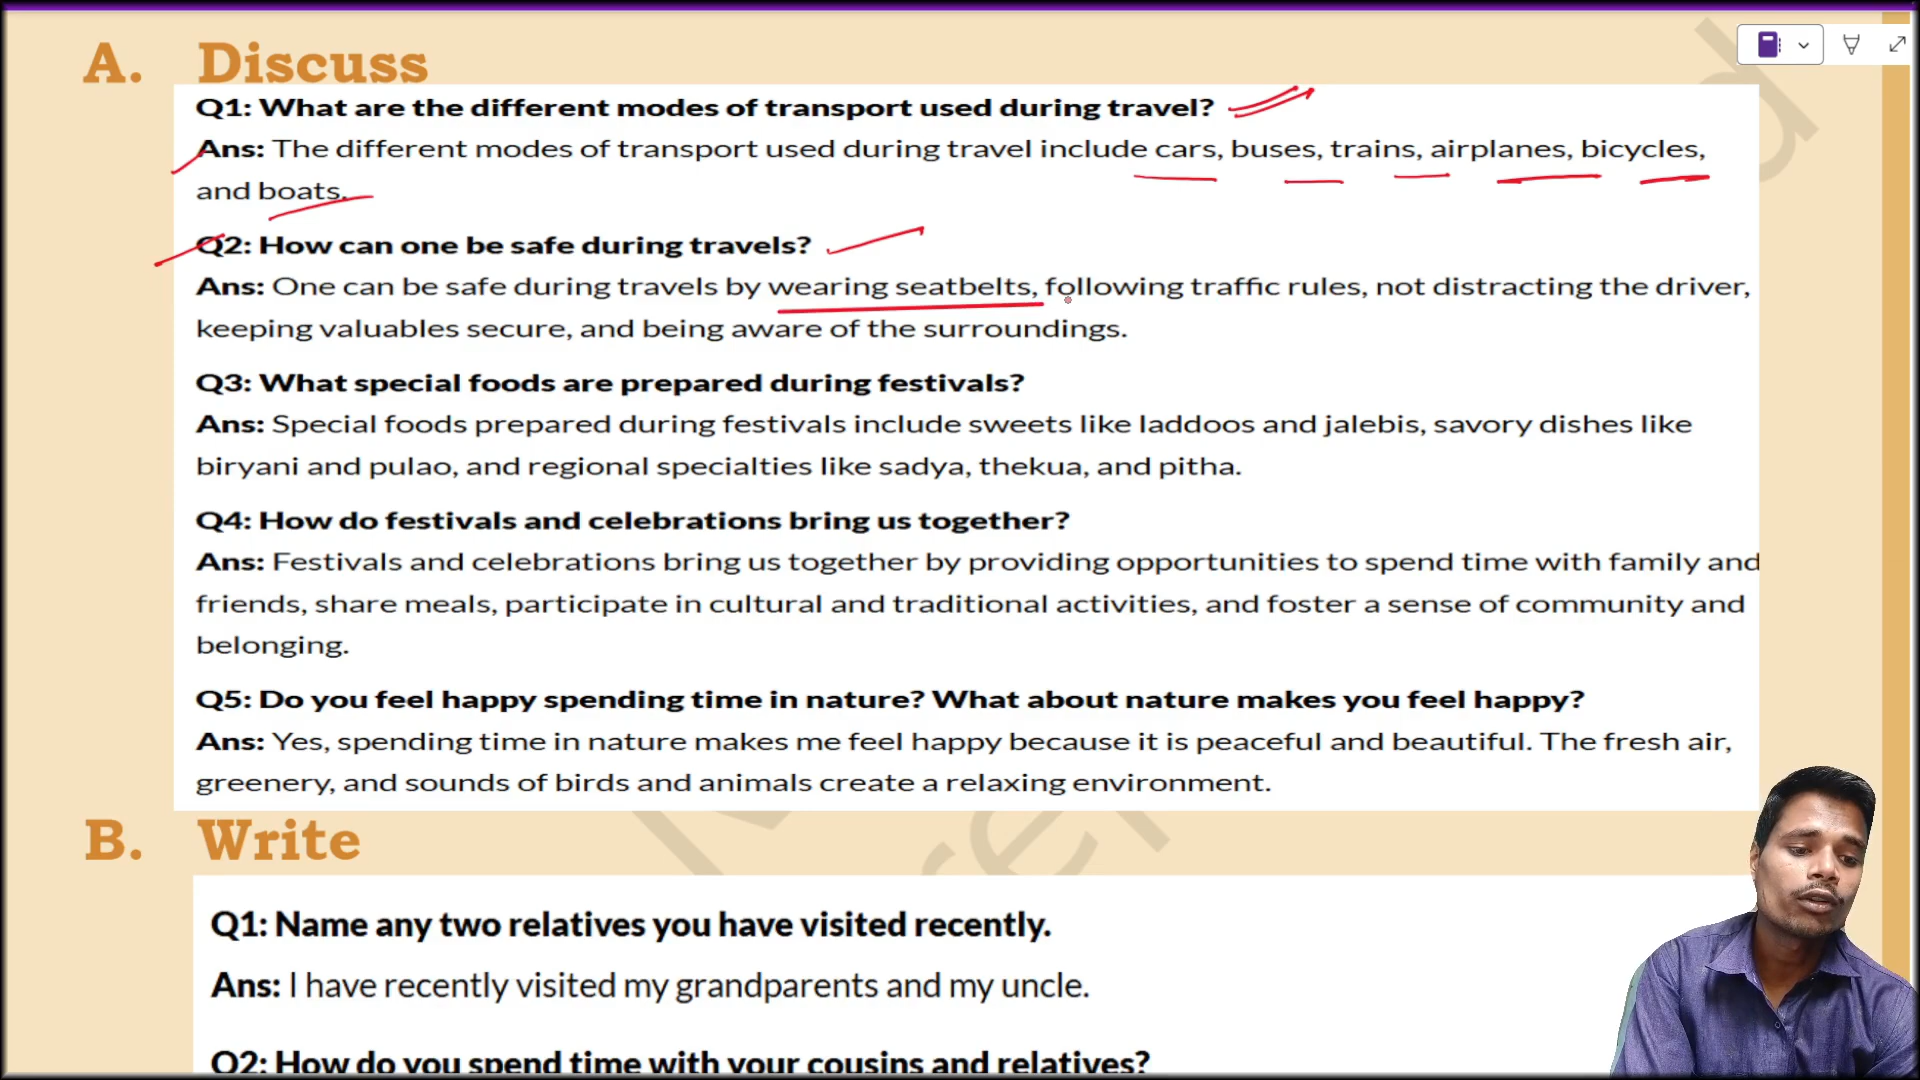 A. Discuss
Q1: What are the different modes of transport used during travel?
Ans: The different modes of transport used during travel include cars, buses, trains, airplanes, bicycles,
and boats.
Q2: How can one be safe during travels?
Ans: One can be safe during travels by wearing seatbelts, following traffic rules, not distracting the driver,
keeping valuables secure, and being aware of the surroundings.
Q3: What special foods are prepared during festivals?
Ans: Special foods prepared during festivals include sweets like laddoos and jalebis, savory dishes like
biryani and pulao, and regional specialties like sadya, thekua, and pitha.
Q4: How do festivals and celebrations bring us together?
Ans: Festivals and celebrations bring us together by providing opportunities to spend time with family and
friends, share meals, participate in cultural and traditional activities, and foster a sense of community and
belonging.
Q5: Do you feel happy spending time in nature? What about nature makes you feel happy?
Ans: Yes, spending time in nature makes me feel happy because it is peaceful and beautiful. The fresh air,
greenery, and sounds of birds and animals create a relaxing environment.
B. Write
Q1: Name any two relatives you have visited recently.
Ans: I have recently visited my grandparents and my uncle.
Q2: How do you spend time with your cousins and relatives?